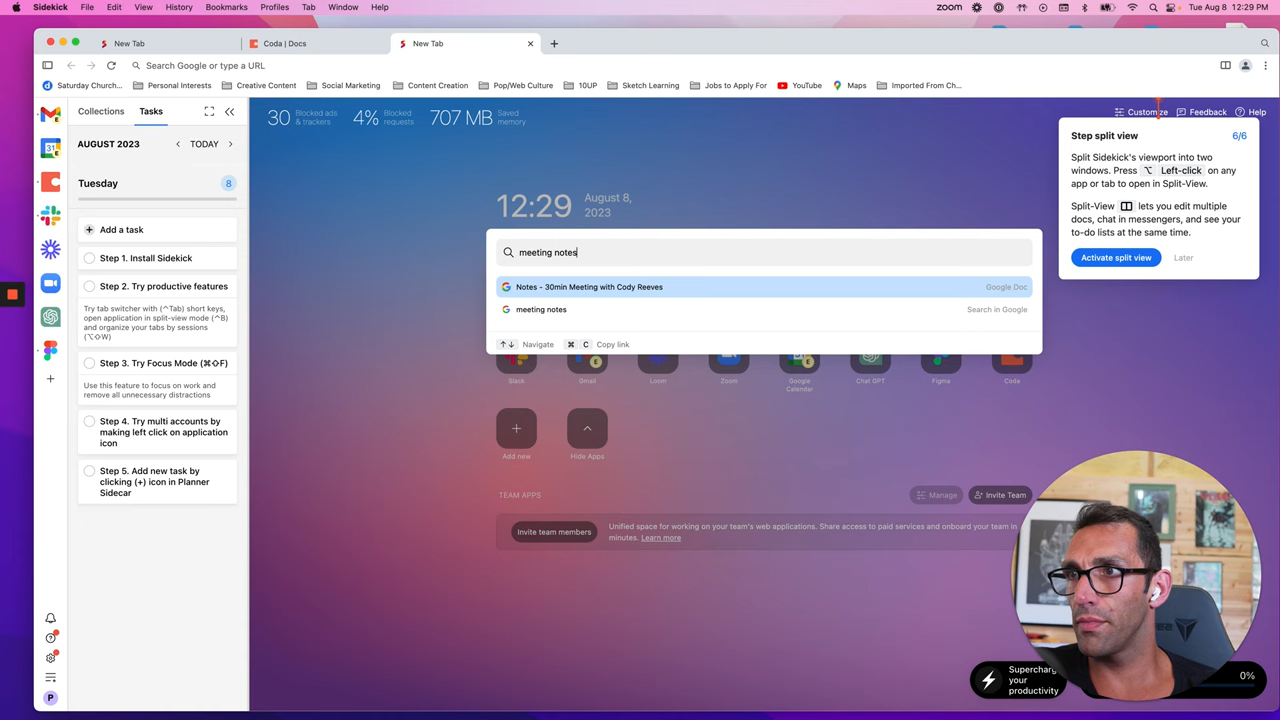 Sidekick File Edit View History Bookmarks Profiles Tab Window Help
zoom Tue Aug 8 12:29 PM
New Tab
Coda | Docs
New Tab
Search Google or type a URL
Saturday Church...
Personal Interests
Creative Content
Social Marketing
Content Creation
Pop/Web Culture
10UP
Sketch Learning
Jobs to Apply For
YouTube
Maps
Imported From Ch...
Collections Tasks
AUGUST 2023 TODAY
Tuesday 8
Add a task
Step 1. Install Sidekick
Step 2. Try productive features
Try tab switcher with (^Tab) short keys,
open application in split-view mode (^B)
and organize your tabs by sessions
(⌥⇧W)
Step 3. Try Focus Mode (⌘⇧F)
Use this feature to focus on work and
remove all unnecessary distractions
Step 4. Try multi accounts by
making left click on application
icon
Step 5. Add new task by
clicking (+) icon in Planner
Sidecar
31
E
P
30 Blocked ads
& trackers
4% Blocked
requests
707 MB Saved
memory
Customize Feedback Help
12:29 August 8,
2023
meeting notes
Notes - 30min Meeting with Cody Reeves Google Doc
meeting notes Search in Google
↑↓ Navigate ⌘ C Copy link
Slack Gmail Loom Zoom Google
Calendar Chat GPT Figma Coda
Add new Hide Apps
TEAM APPS Manage Invite Team
Invite team members
Unified space for working on your team's web applications. Share access to paid services and onboard your team in
minutes. Learn more
Step split view 6/6
Split Sidekick's viewport into two
windows. Press ⌥ Left-click on any
app or tab to open in Split-View.
Split-View lets you edit multiple
docs, chat in messengers, and see your
to-do lists at the same time.
Activate split view Later
Supercharge
your
productivity
0%